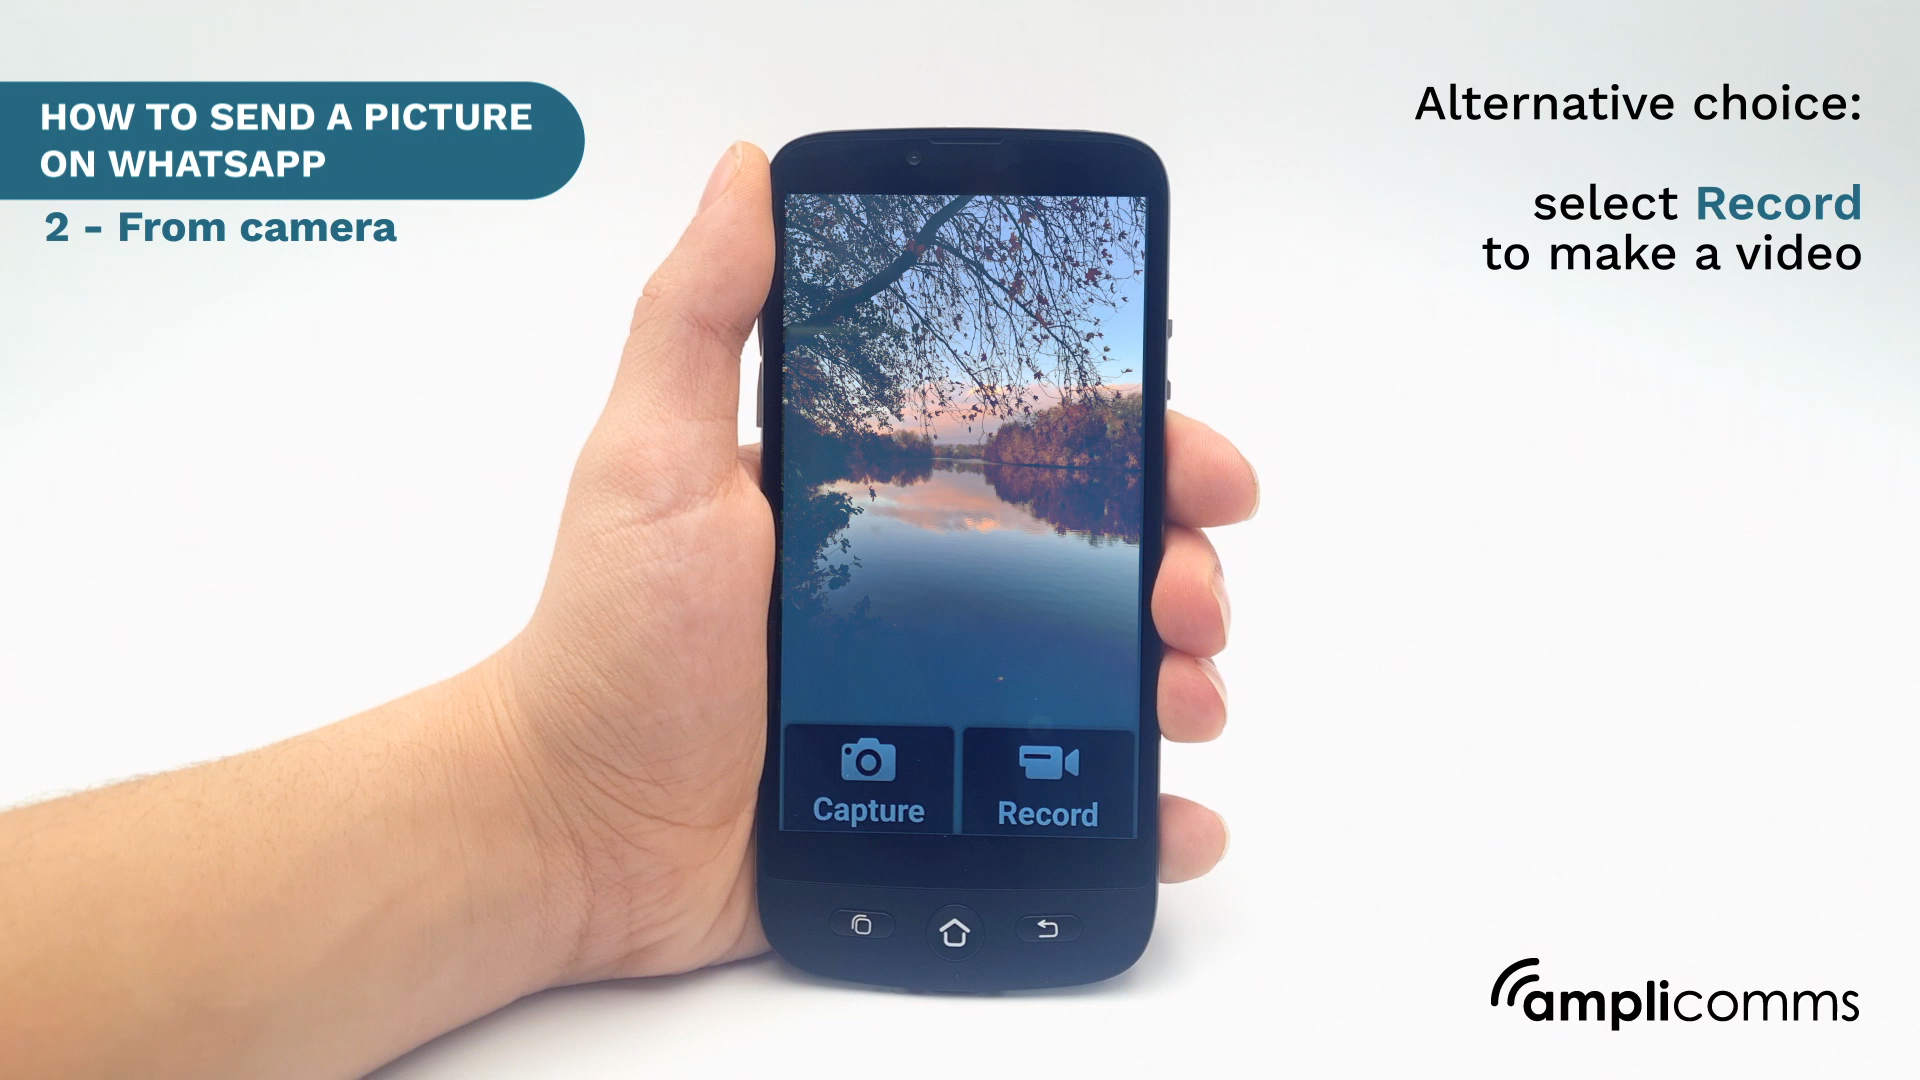 HOW TO SEND A PICTURE
ON WHATSAPP
2 - From camera
Alternative choice:
select Record
to make a video
Capture
Record
amplicomms